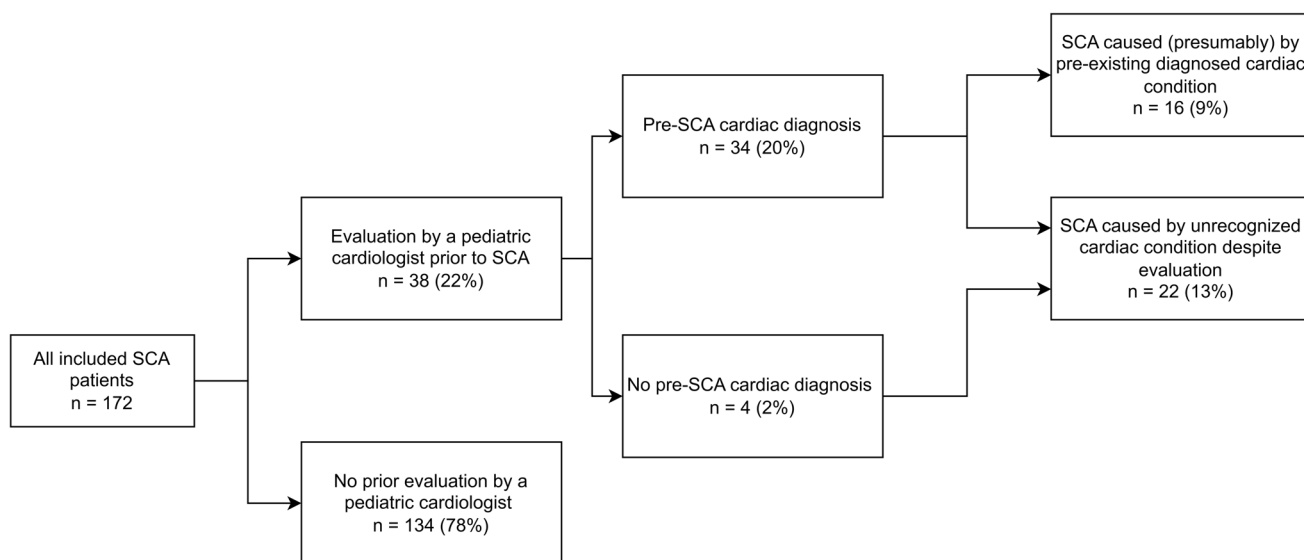 All included SCA
patients
n = 172
Evaluation by a pediatric
cardiologist prior to SCA
n = 38 (22%)
No prior evaluation by a
pediatric cardiologist
n = 134 (78%)
Pre-SCA cardiac diagnosis
n = 34 (20%)
No pre-SCA cardiac diagnosis
n = 4 (2%)
SCA caused (presumably) by
pre-existing diagnosed cardiac
condition
n = 16 (9%)
SCA caused by unrecognized
cardiac condition despite
evaluation
n = 22 (13%)